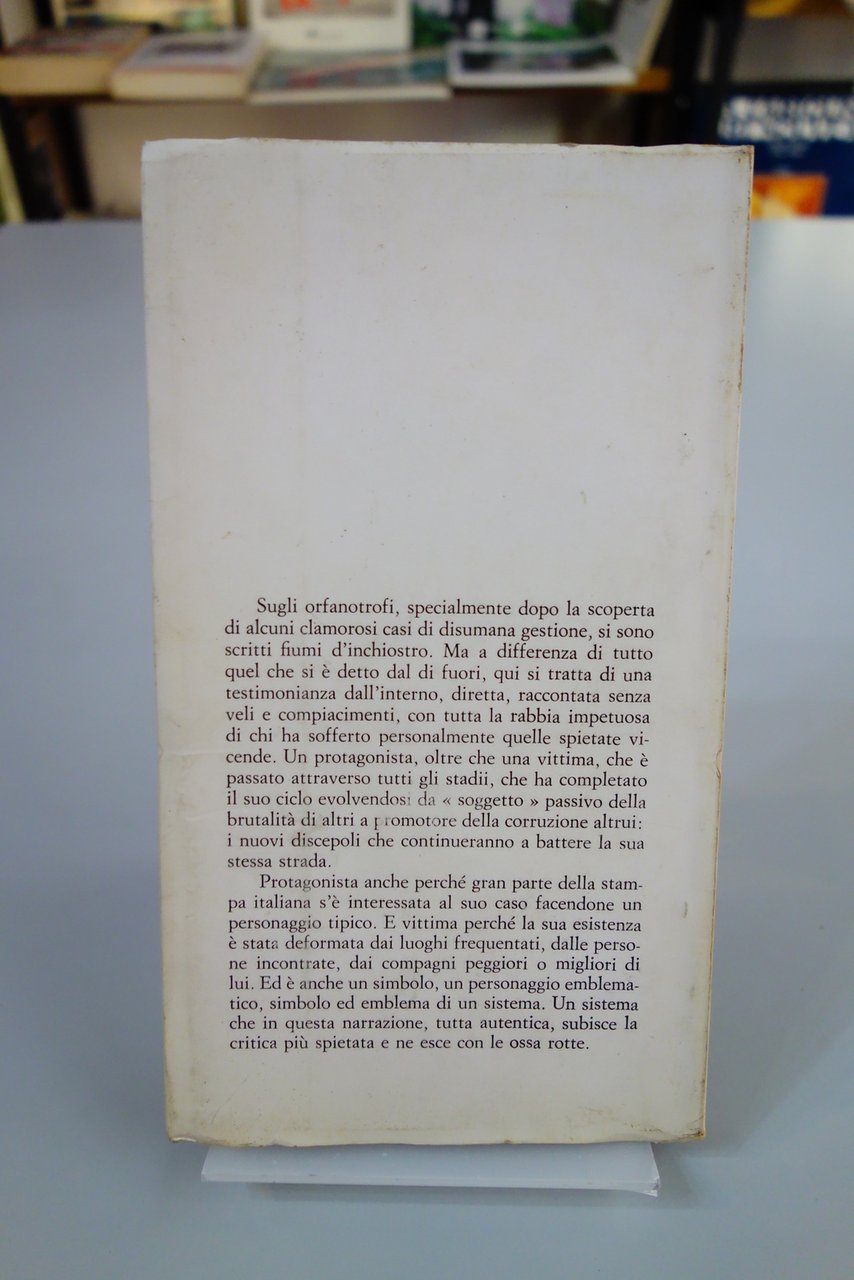 Sugli orfanotrofi, specialmente dopo la scoperta
di alcuni clamorosi casi di disumana gestione, si sono
scritti fiumi d'inchiostro. Ma a differenza di tutto
quel che si è detto dal di fuori, qui si tratta di una
testimonianza dall'interno, diretta, raccontata senza
veli e compiacimenti, con tutta la rabbia impetuosa
di chi ha sofferto personalmente quelle spietate vi-
cende. Un protagonista, oltre che una vittima, che è
passato attraverso tutti gli stadii, che ha completato
il suo ciclo evolvendosi da « soggetto » passivo della
brutalità di altri a promotore della corruzione altrui:
i nuovi discepoli che continueranno a battere la sua
stessa strada.
Protagonista anche perché gran parte della stam-
pa italiana s'è interessata al suo caso facendone un
personaggio tipico. E vittima perché la sua esistenza
è stata deformata dai luoghi frequentati, dalle perso-
ne incontrate, dai compagni peggiori o migliori di
lui. Ed è anche un simbolo, un personaggio emblema-
tico, simbolo ed emblema di un sistema. Un sistema
che in questa narrazione, tutta autentica, subisce la
critica più spietata e ne esce con le ossa rotte.